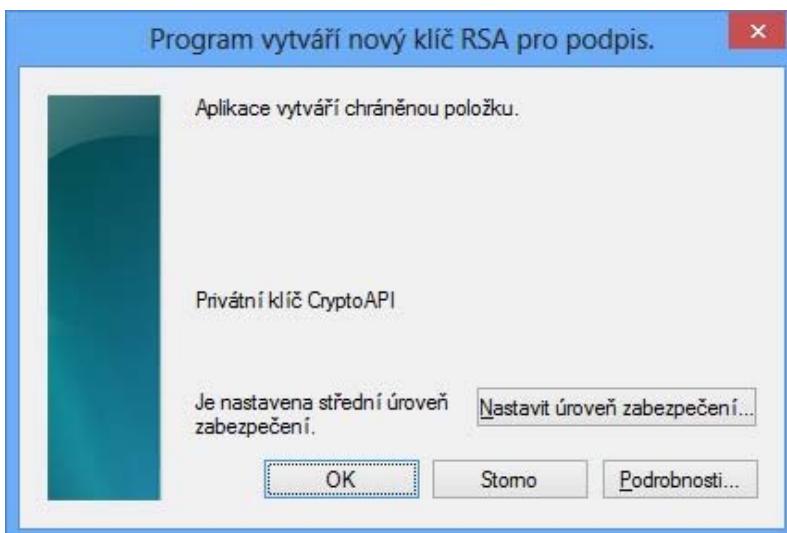 Program vytváří nový klíč RSA pro podpis.
Aplikace vytváří chráněnou položku.
Privátní klíč CryptoAPI
Je nastavena střední úroveň
zabezpečení.
Nastavit úroveň zabezpečení...
OK
Storno
Podrobnosti...